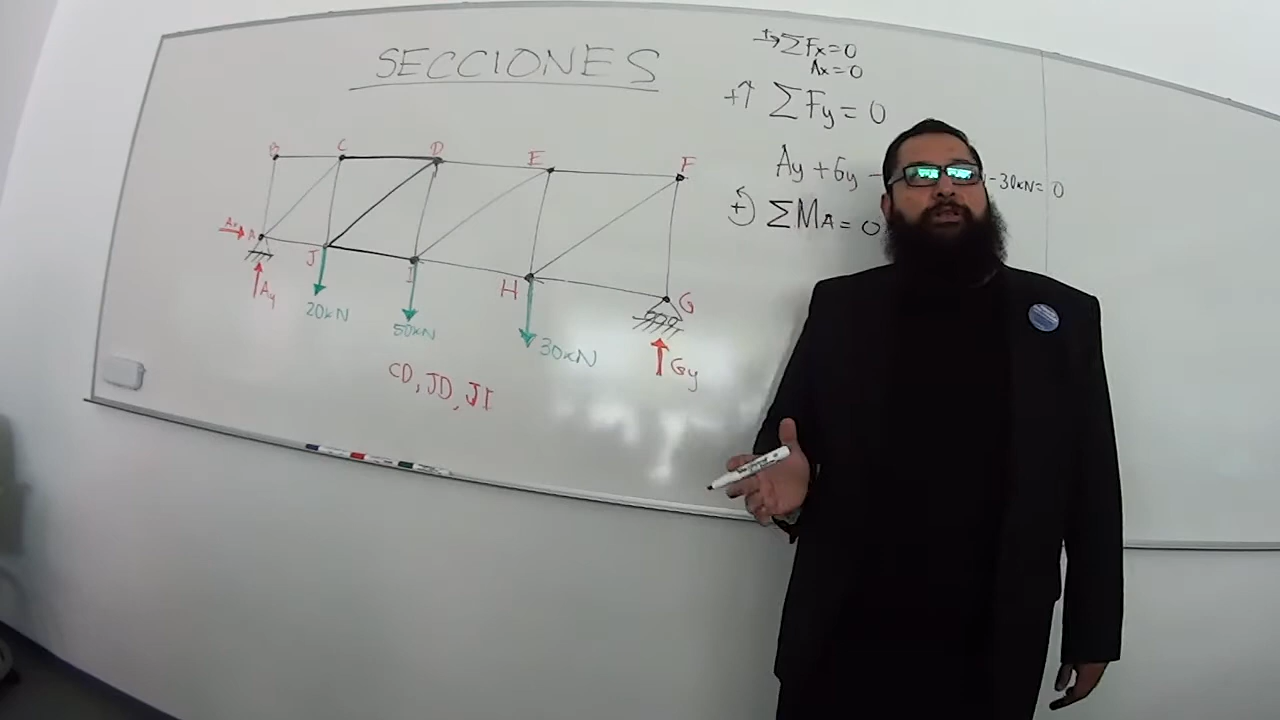 SECCIONES
+→ ΣFx=0
Ax=0
+↑ ΣFy=0
Ay+Gy-
-30kN=0
+ ΣMA=0
B C D E F
Ax A J I H G
Ay
20kN 50kN 30kN
Gy
CD, JD, JI